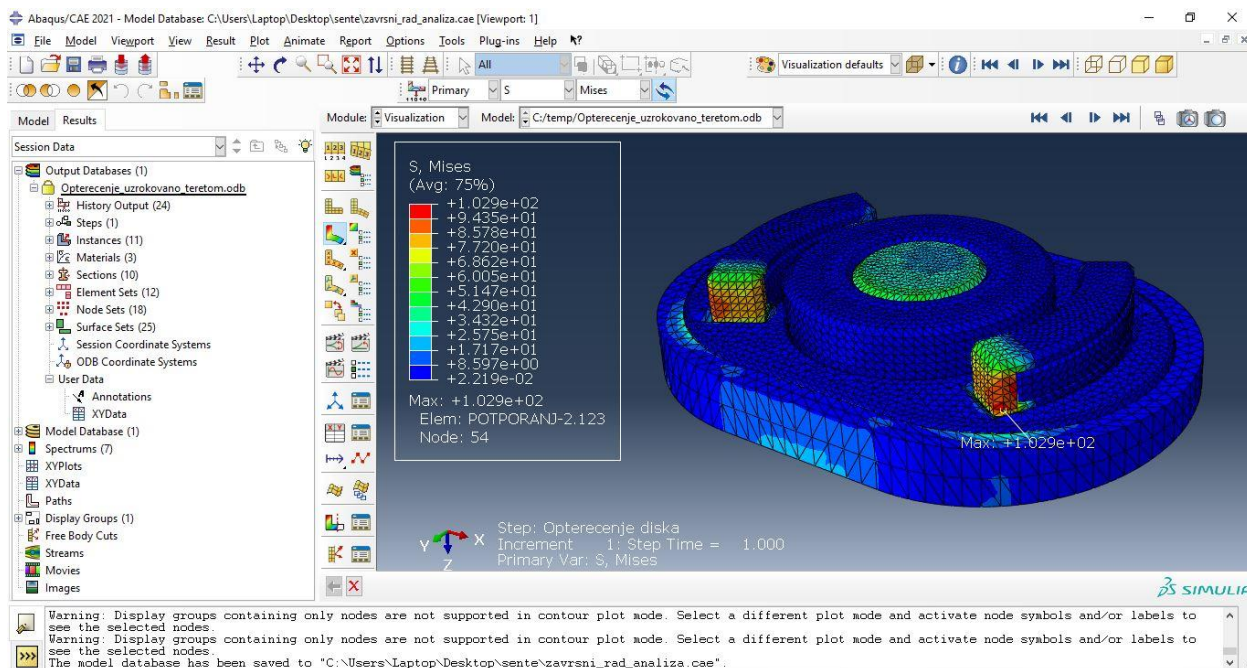 Abaqus/CAE 2021 - Model Database: C:\Users\Laptop\Desktop\sente\zavrsni_rad_analiza.cae [Viewport: 1]
File Model Viewport View Result Plot Animate Report Options Tools Plug-ins Help
All
Visualization defaults
Primary S Mises
Model Results
Module: Visualization Model: C:/temp/Opterecenje_uzrokovano_teretom.odb
Session Data
Output Databases (1)
Opterecenje_uzrokovano_teretom.odb
History Output (24)
Steps (1)
Instances (11)
Materials (3)
Sections (10)
Element Sets (12)
Node Sets (18)
Surface Sets (25)
Session Coordinate Systems
ODB Coordinate Systems
User Data
Annotations
XYData
Model Database (1)
Spectrums (7)
XYPlots
XYData
Paths
Display Groups (1)
Free Body Cuts
Streams
Movies
Images
S, Mises
(Avg: 75%)
+1.029e+02
+9.435e+01
+8.578e+01
+7.720e+01
+6.862e+01
+6.005e+01
+5.147e+01
+4.290e+01
+3.432e+01
+2.575e+01
+1.717e+01
+8.597e+00
+2.219e-02
Max: +1.029e+02
Elem: POTPORANJ-2.123
Node: 54
Max: +1.029e+02
Y X
Z
Step: Opterecenje diska
Increment 1: Step Time = 1.000
Primary Var: S, Mises
SIMULIA
Warning: Display groups containing only nodes are not supported in contour plot mode. Select a different plot mode and activate node symbols and/or labels to
see the selected nodes.
Warning: Display groups containing only nodes are not supported in contour plot mode. Select a different plot mode and activate node symbols and/or labels to
see the selected nodes.
The model database has been saved to "C:\Users\Laptop\Desktop\sente\zavrsni_rad_analiza.cae".